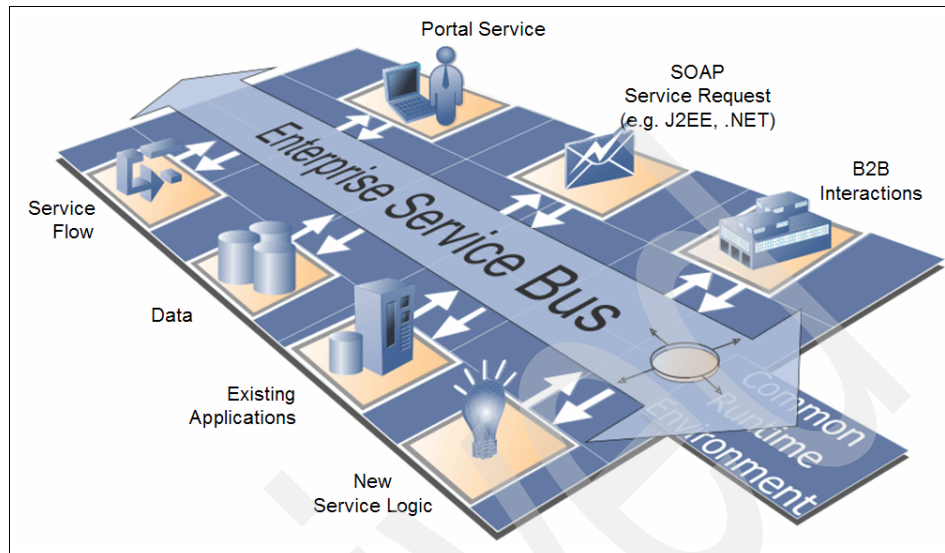 Portal Service
SOAP
Service Request
(e.g. J2EE, .NET)
B2B
Interactions
Enterprise Service Bus
Service
Flow
Data
Existing
Applications
New
Service Logic
Common
Runtime
Environment